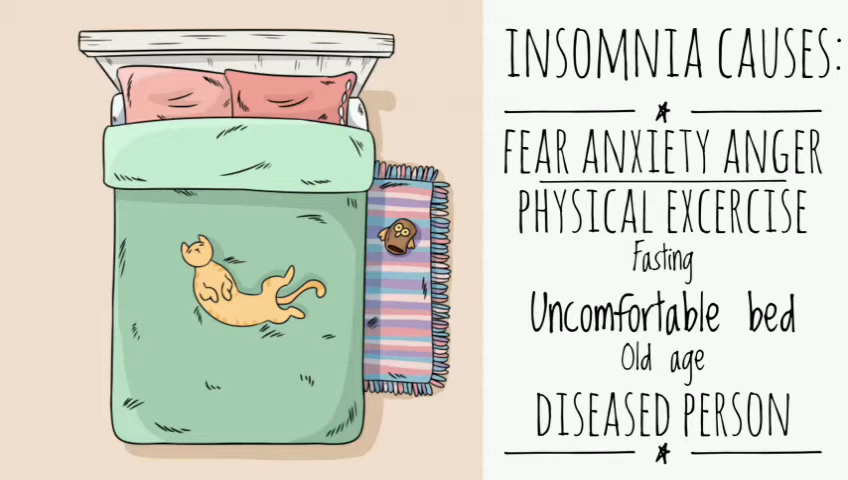 INSOMNIA CAUSES:
FEAR ANXIETY ANGER
PHYSICAL EXCERCISE
Fasting
Uncomfortable bed
Old age
DISEASED PERSON